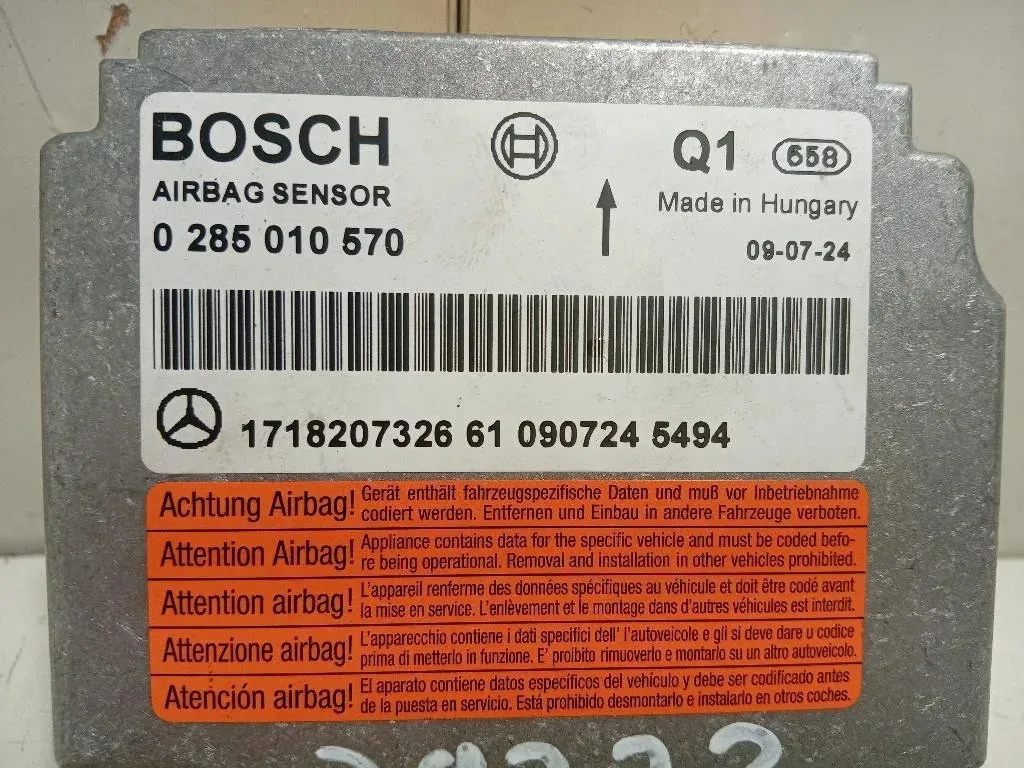 BOSCH
Q1 658
AIRBAG SENSOR
Made in Hungary
0 285 010 570
09-07-24
1718207326 61 090724 5494
Achtung Airbag! Gerät enthält fahrzeugspezifische Daten und muß vor Inbetriebnahme
codiert werden. Entfernen und Einbau in andere Fahrzeuge verboten.
Attention Airbag! Appliance contains data for the specific vehicle and must be coded befo-
re being operational. Removal and installation in other vehicles prohibited.
Attention airbag! L'appareil renferme des données spécifiques au véhicule et doit être codé avant
la mise en service. L'enlèvement et le montage dans d'autres véhicules est interdit.
Attenzione airbag! L'apparecchio contiene i dati specifici dell' l'autoveicole e gli si deve dare u codice
prima di metterlo in funzione. E' proibito rimuoverlo e montarlo su un altro autoveicolo.
Atención airbag! El aparato contiene datos específicos del vehículo y debe ser codificado antes
de la puesta en servicio. Está prohibido desmontarlo e instalarlo en otros coches.